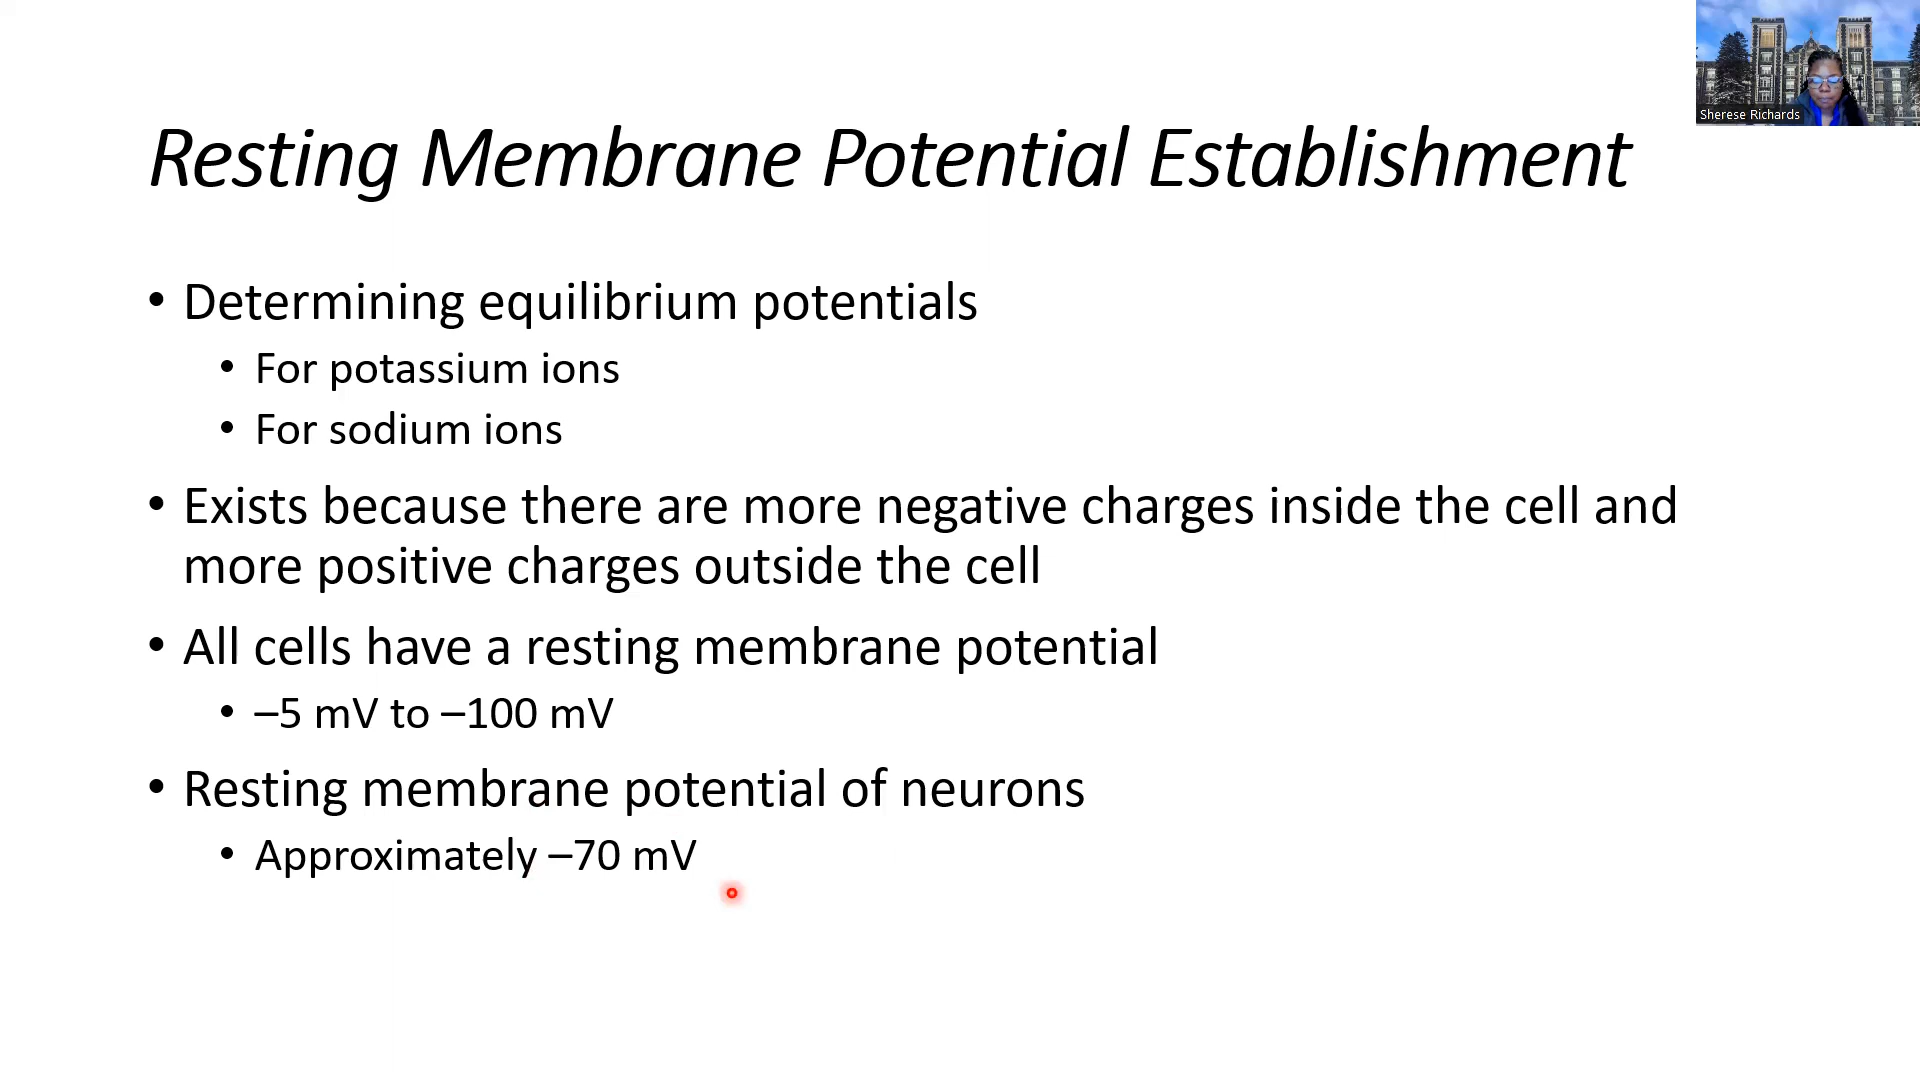 Sherese Richards
Resting Membrane Potential Establishment
• Determining equilibrium potentials
• For potassium ions
• For sodium ions
• Exists because there are more negative charges inside the cell and
more positive charges outside the cell
• All cells have a resting membrane potential
• –5 mV to –100 mV
• Resting membrane potential of neurons
• Approximately –70 mV